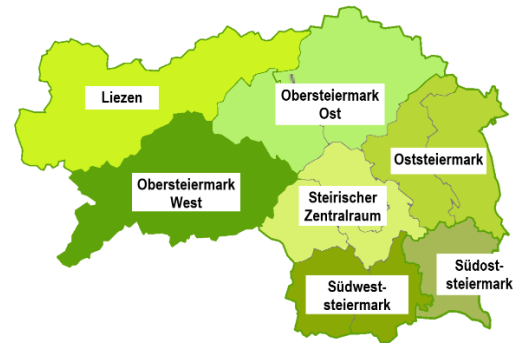 Liezen
Obersteiermark
Ost
Oststeiermark
Obersteiermark
West
Steirischer
Zentralraum
Südost-
steiermark
Südwest-
steiermark